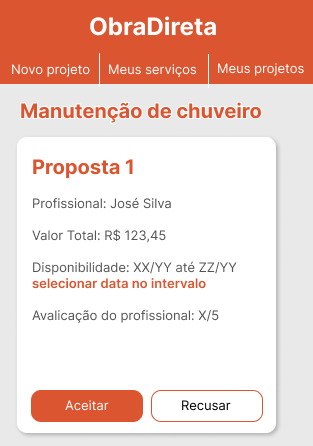 ObraDireta
Novo projeto Meus serviços Meus projetos
Manutenção de chuveiro
Proposta 1
Profissional: José Silva
Valor Total: R$ 123,45
Disponibilidade: XX/YY até ZZ/YY
selecionar data no intervalo
Avalicação do profissional: X/5
Aceitar Recusar